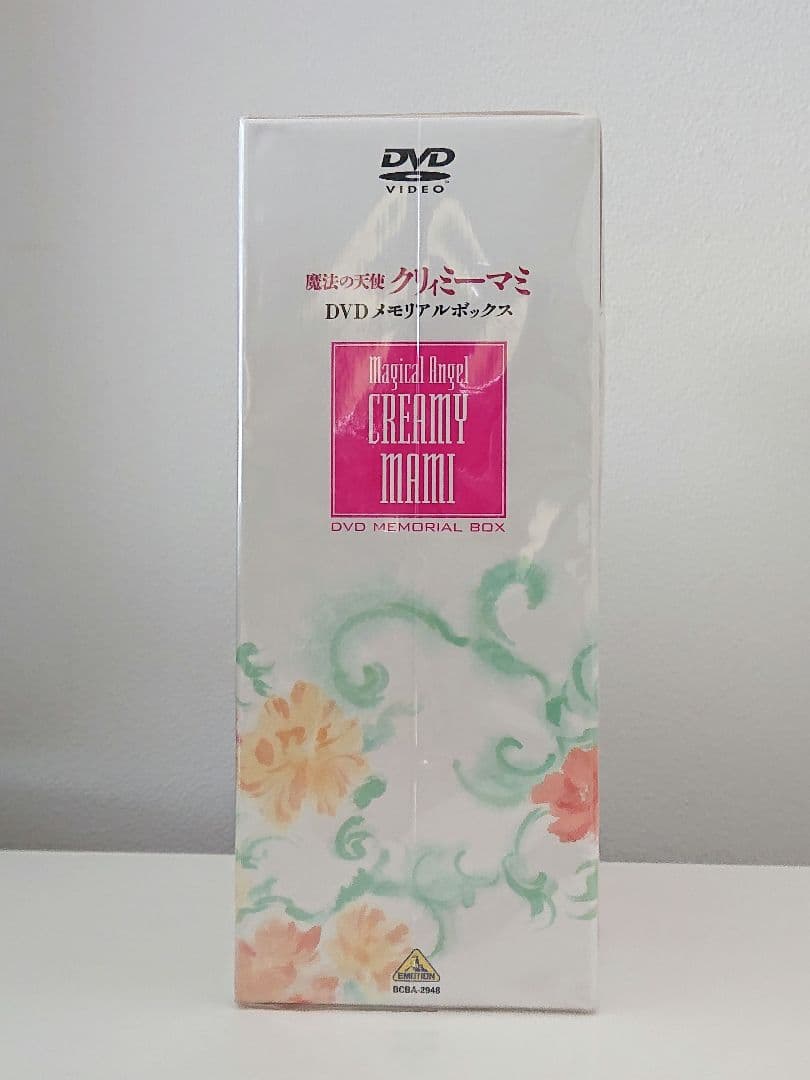 DVD
VIDEO™
魔法の天使 クリィミーマミ
DVDメモリアルボックス
Magical Angel
CREAMY
MAMI
DVD MEMORIAL BOX
EMOTION
BCBA-2948